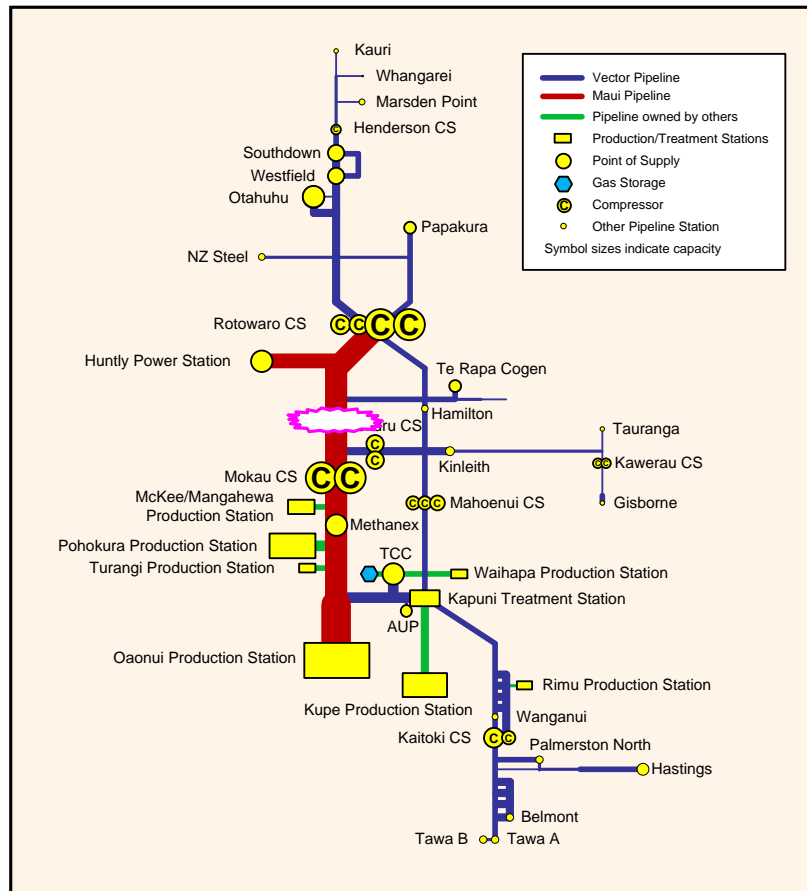 Kauri
Whangarei
Marsden Point
Henderson CS
Southdown
Westfield
Otahuhu
Papakura
NZ Steel
Vector Pipeline
Maui Pipeline
Pipeline owned by others
Production/Treatment Stations
Point of Supply
Gas Storage
C
Compressor
Other Pipeline Station
Symbol sizes indicate capacity
Rotowaro CS
C
C
C
C
Huntly Power Station
Te Rapa Cogen
Hamilton
CS
C
C
Kinleith
Tauranga
Kawerau CS
Gisborne
Mokau CS
C
C
Mahoenui CS
C
C
C
McKee/Mangahewa
Production Station
Methanex
Pohokura Production Station
Turangi Production Station
TCC
Waihapa Production Station
Kapuni Treatment Station
AUP
Oaonui Production Station
Kupe Production Station
Rimu Production Station
Wanganui
Kaitoki CS
C
C
Palmerston North
Hastings
Belmont
Tawa B
Tawa A